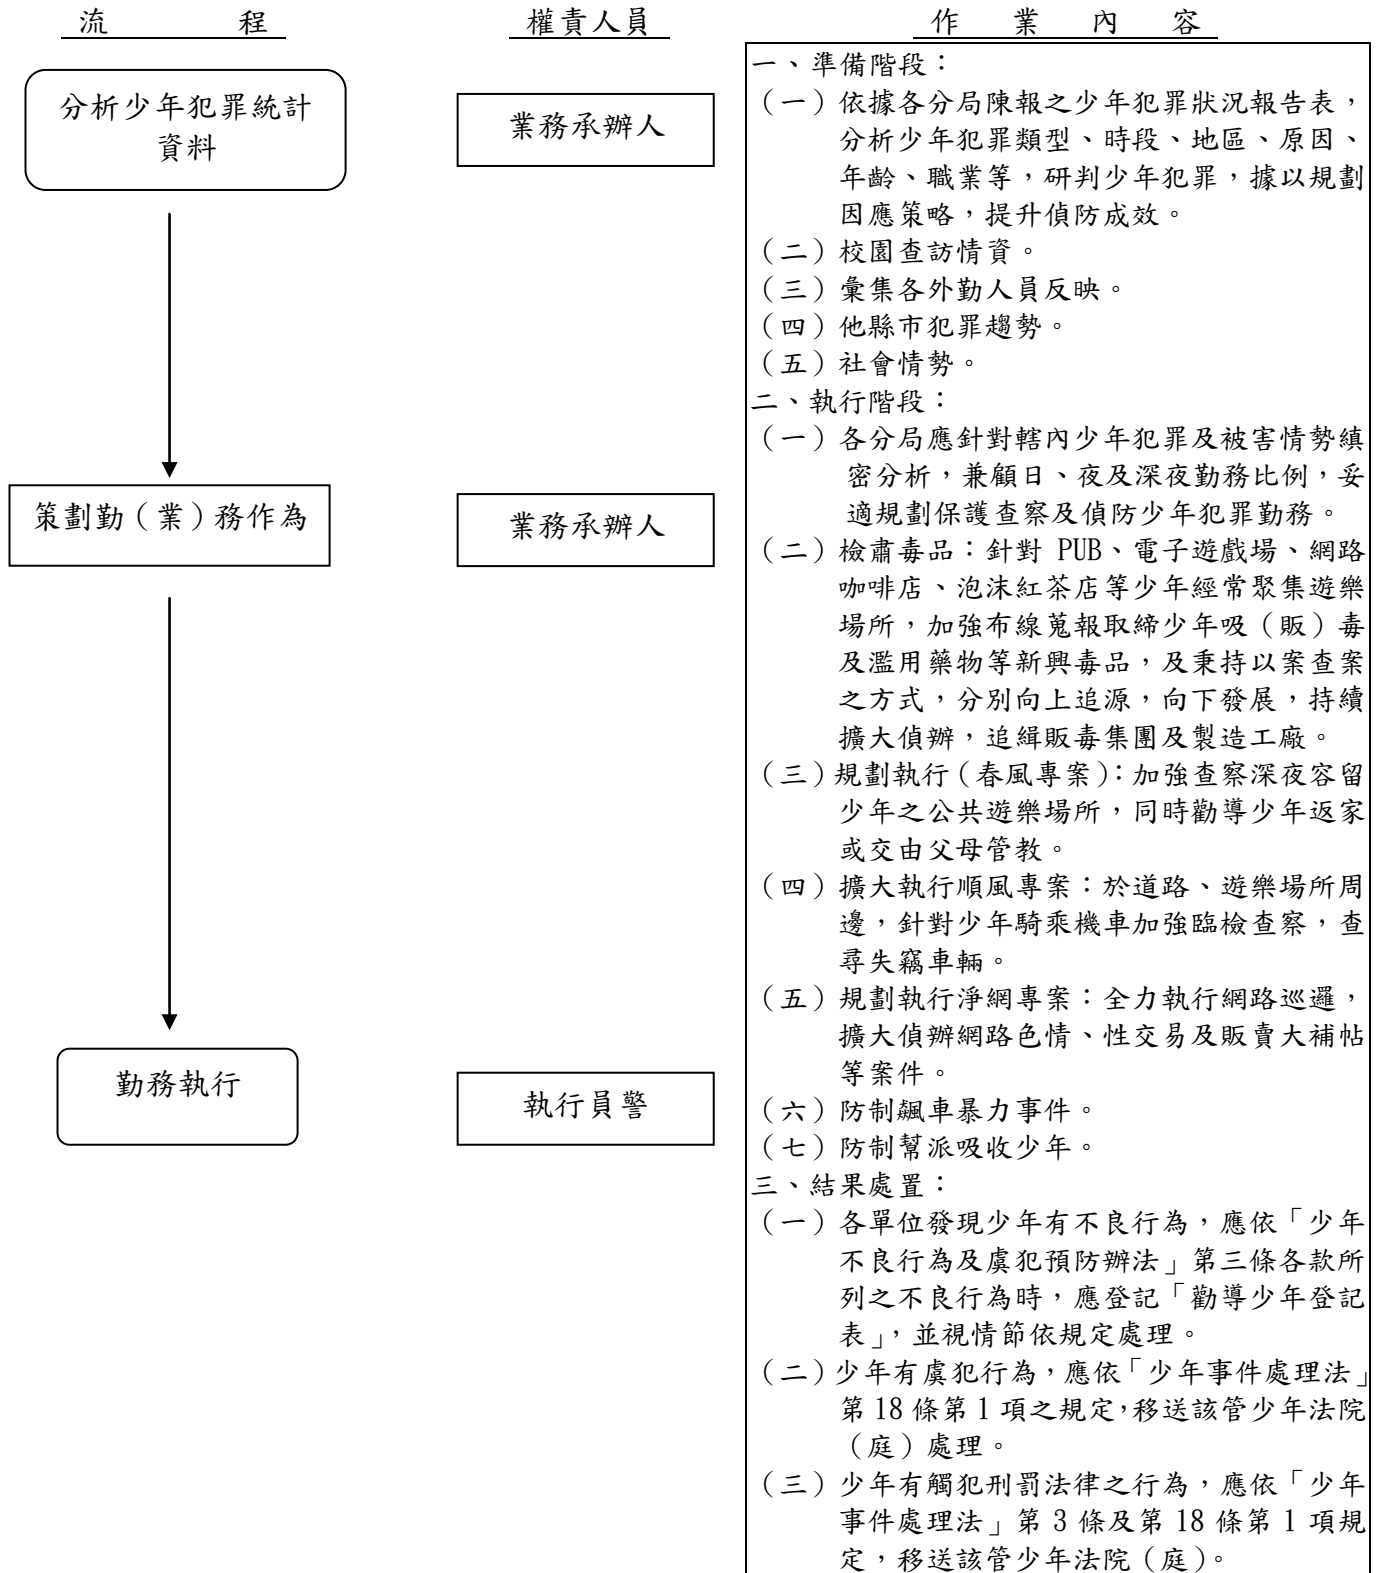 流程
權責人員
作業內容
分析少年犯罪統計
資料
業務承辦人
策劃勤（業）務作為
業務承辦人
勤務執行
執行員警
一、準備階段：
（一）依據各分局陳報之少年犯罪狀況報告表，
分析少年犯罪類型、時段、地區、原因、
年齡、職業等，研判少年犯罪，據以規劃
因應策略，提升偵防成效。
（二）校園查訪情資。
（三）彙集各外勤人員反映。
（四）他縣市犯罪趨勢。
（五）社會情勢。
二、執行階段：
（一）各分局應針對轄內少年犯罪及被害情勢縝
密分析，兼顧日、夜及深夜勤務比例，妥
適規劃保護查察及偵防少年犯罪勤務。
（二）檢肅毒品：針對 PUB、電子遊戲場、網路
咖啡店、泡沫紅茶店等少年經常聚集遊樂
場所，加強布線蒐報取締少年吸（販）毒
及濫用藥物等新興毒品，及秉持以案查案
之方式，分別向上追源，向下發展，持續
擴大偵辦，追緝販毒集團及製造工廠。
（三）規劃執行（春風專案）：加強查察深夜容留
少年之公共遊樂場所，同時勸導少年返家
或交由父母管教。
（四）擴大執行順風專案：於道路、遊樂場所周
邊，針對少年騎乘機車加強臨檢查察，查
尋失竊車輛。
（五）規劃執行淨網專案：全力執行網路巡邏，
擴大偵辦網路色情、性交易及販賣大補帖
等案件。
（六）防制飆車暴力事件。
（七）防制幫派吸收少年。
三、結果處置：
（一）各單位發現少年有不良行為，應依「少年
不良行為及虞犯預防辦法」第三條各款所
列之不良行為時，應登記「勸導少年登記
表」，並視情節依規定處理。
（二）少年有虞犯行為，應依「少年事件處理法」
第 18 條第 1 項之規定，移送該管少年法院
（庭）處理。
（三）少年有觸犯刑罰法律之行為，應依「少年
事件處理法」第 3 條及第 18 條第 1 項規
定，移送該管少年法院（庭）。